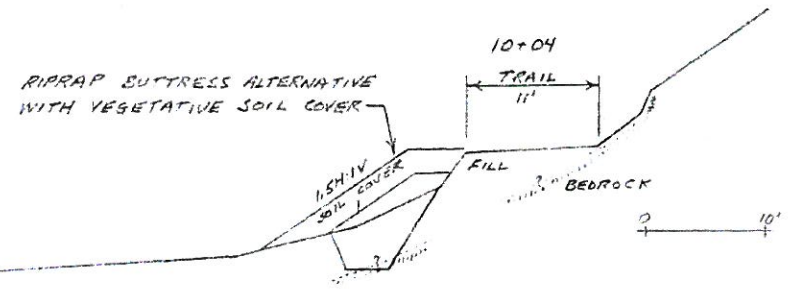 10+04
TRAIL
11'
RIPRAP BUTTRESS ALTERNATIVE
WITH VEGETATIVE SOIL COVER
1.5H:1V
SOIL COVER
FILL
?
BEDROCK
?
0 10'